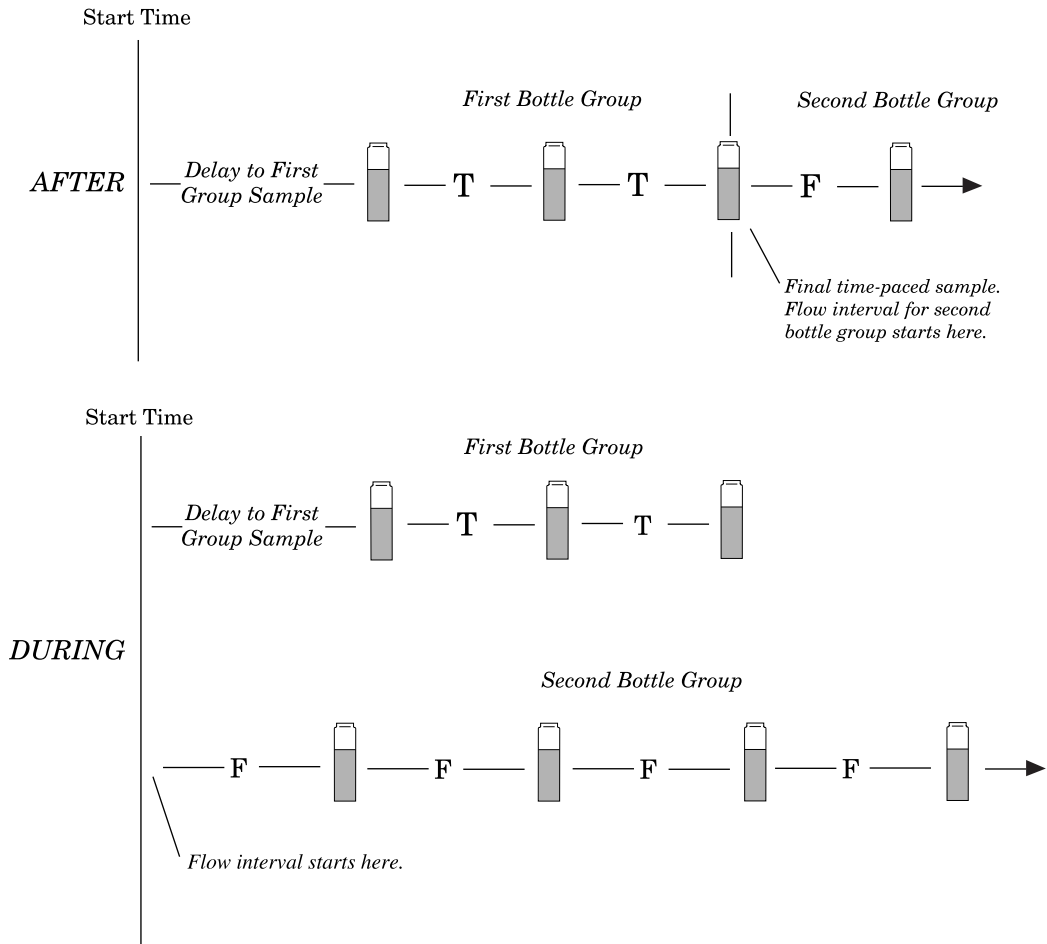 Start Time
First Bottle Group
Second Bottle Group
AFTER
Delay to First
Group Sample
T
T
F
Final time-paced sample.
Flow interval for second
bottle group starts here.
Start Time
First Bottle Group
Delay to First
Group Sample
T
T
DURING
Second Bottle Group
F
F
F
F
Flow interval starts here.